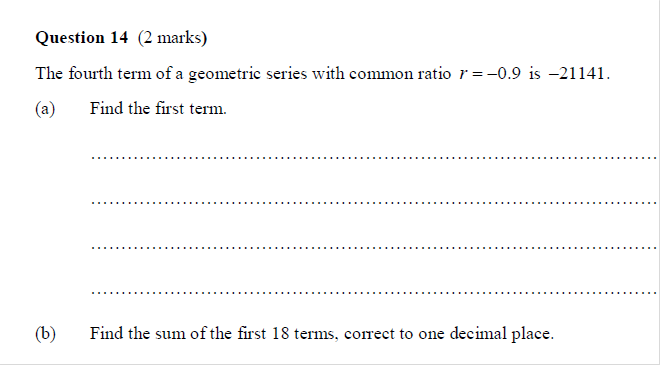 Question 14 (2 marks)
The fourth term of a geometric series with common ratio r = −0.9 is −21141.
(a) Find the first term.
(b) Find the sum of the first 18 terms, correct to one decimal place.